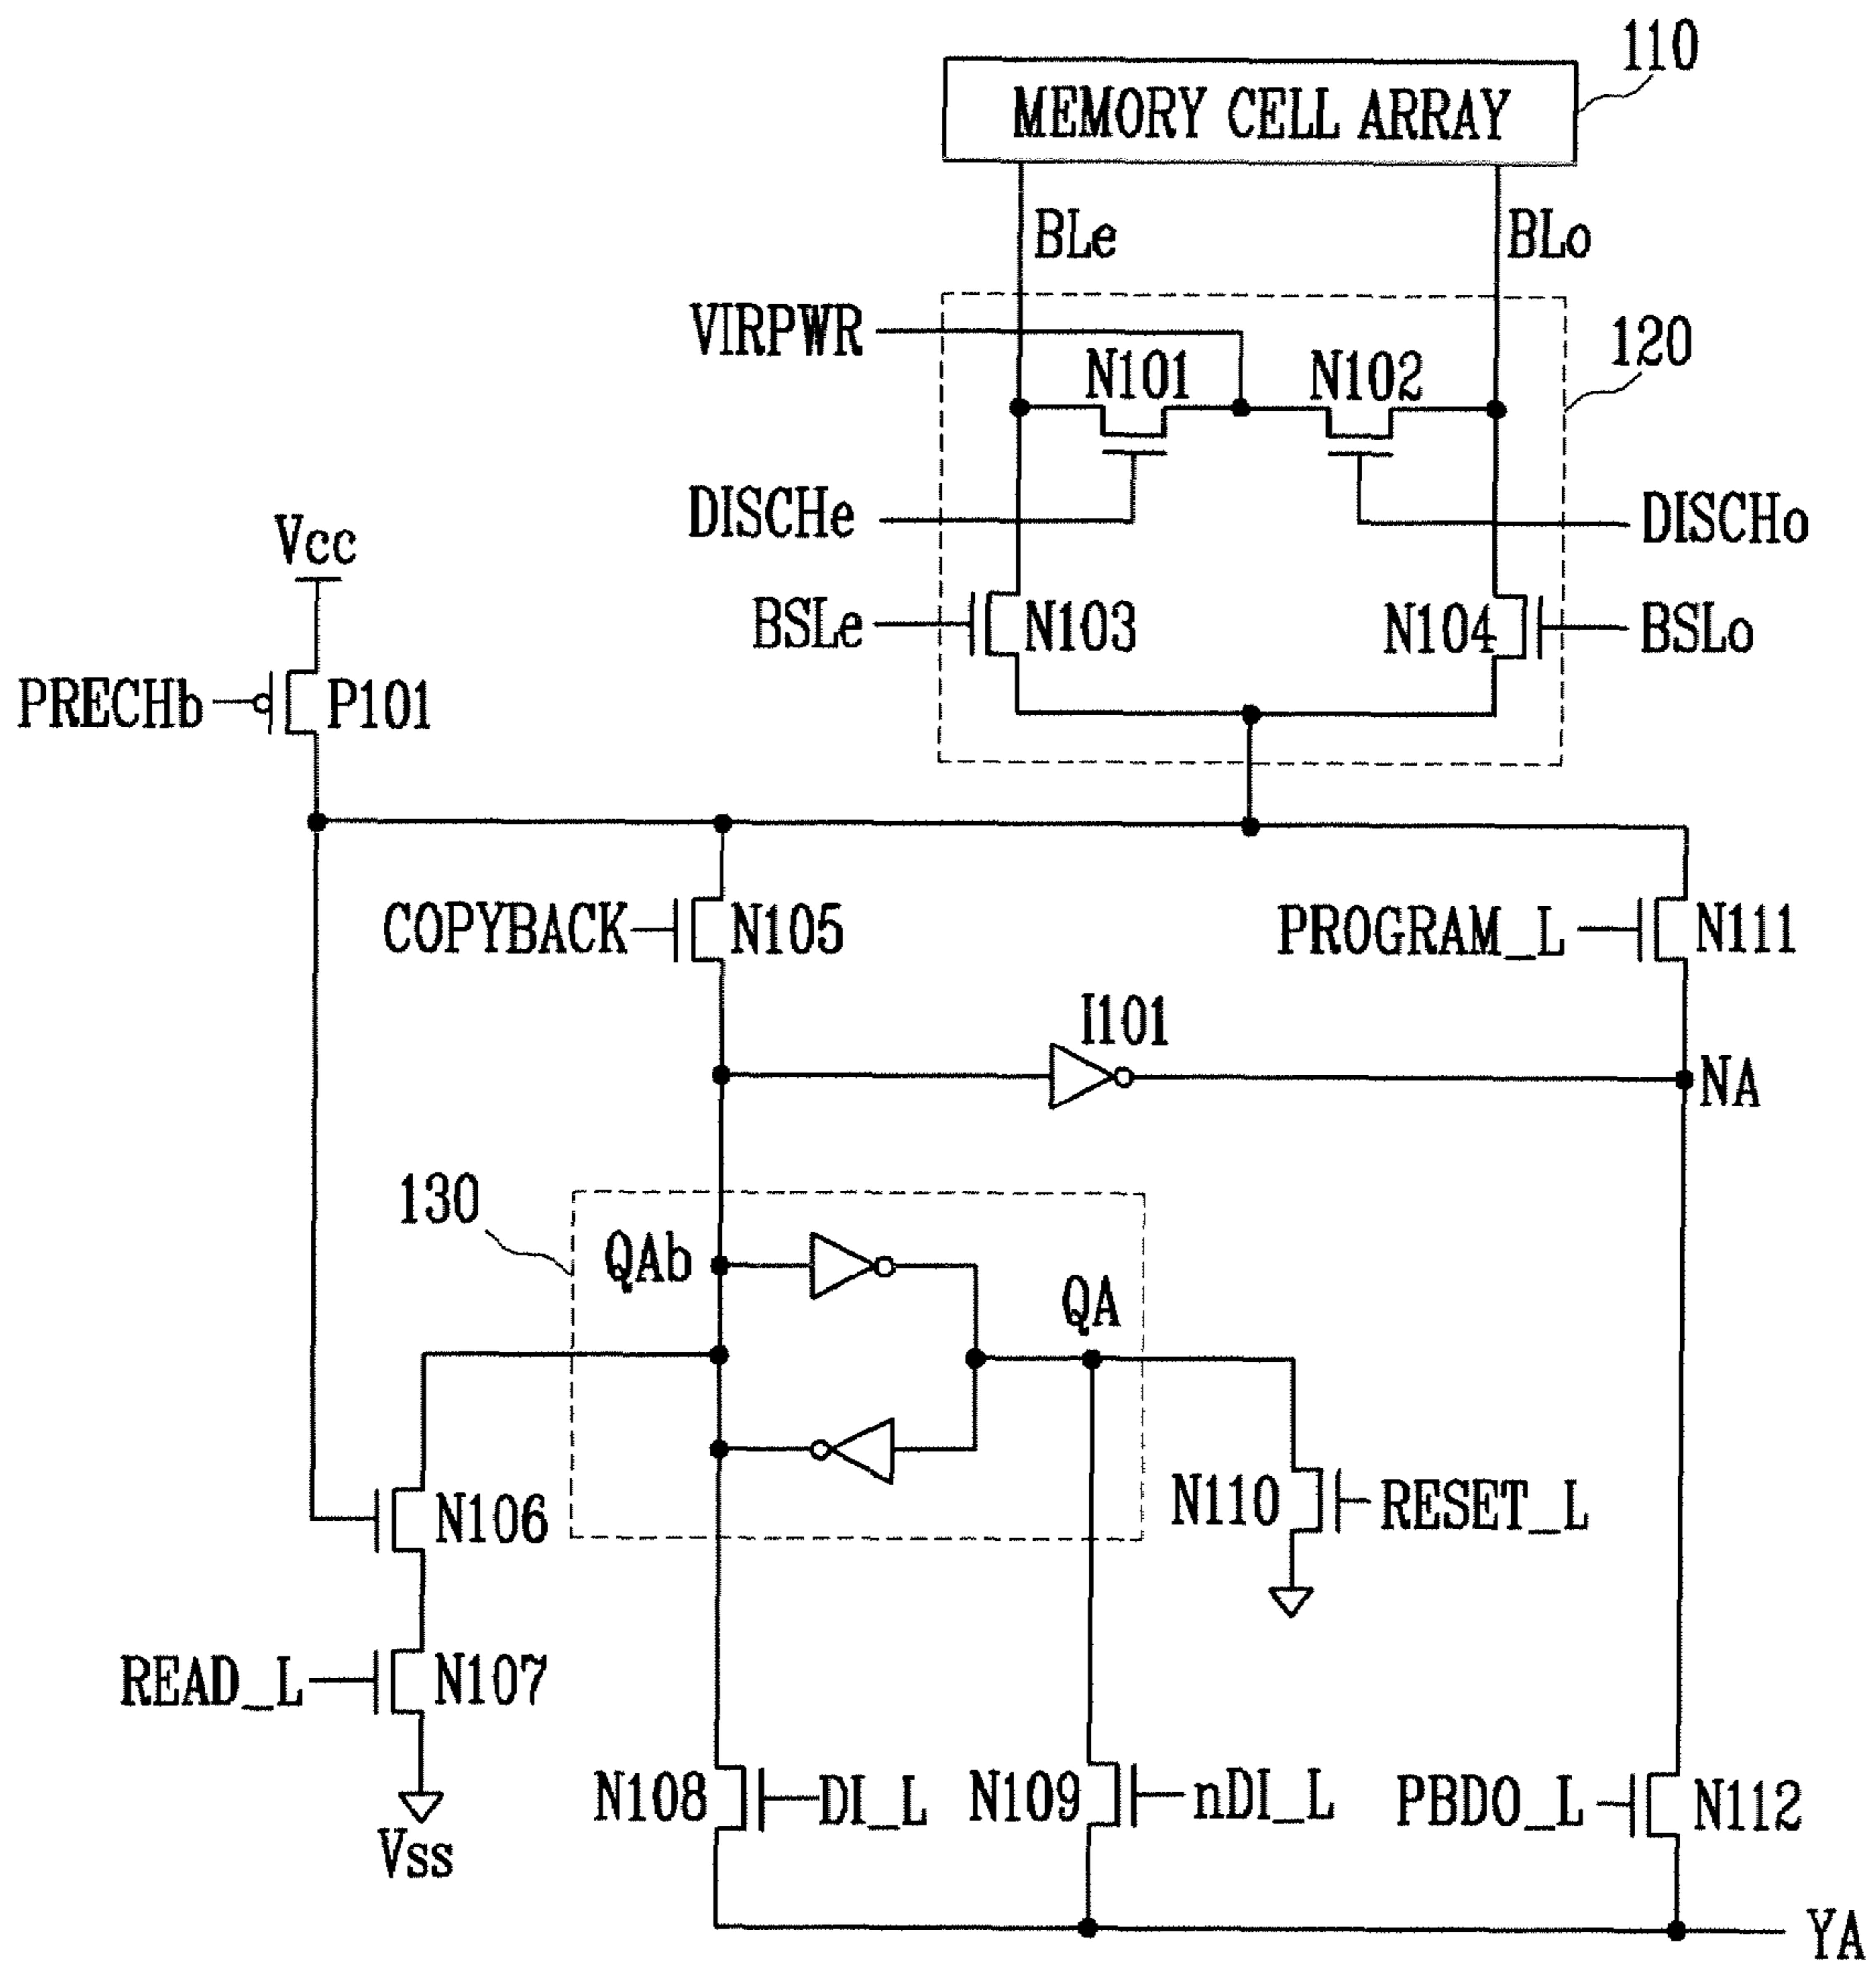 110
MEMORY CELL ARRAY
BLe
BLo
VIRPWR
120
N101
N102
DISCHe
DISCHo
Vcc
BSLe
N103
N104
BSLo
PRECHb
P101
COPYBACK
N105
PROGRAM_L
N111
I101
NA
130
QAb
QA
N106
N110
RESET_L
READ_L
N107
N108
DI_L
N109
nDI_L
PBDO_L
N112
Vss
YA